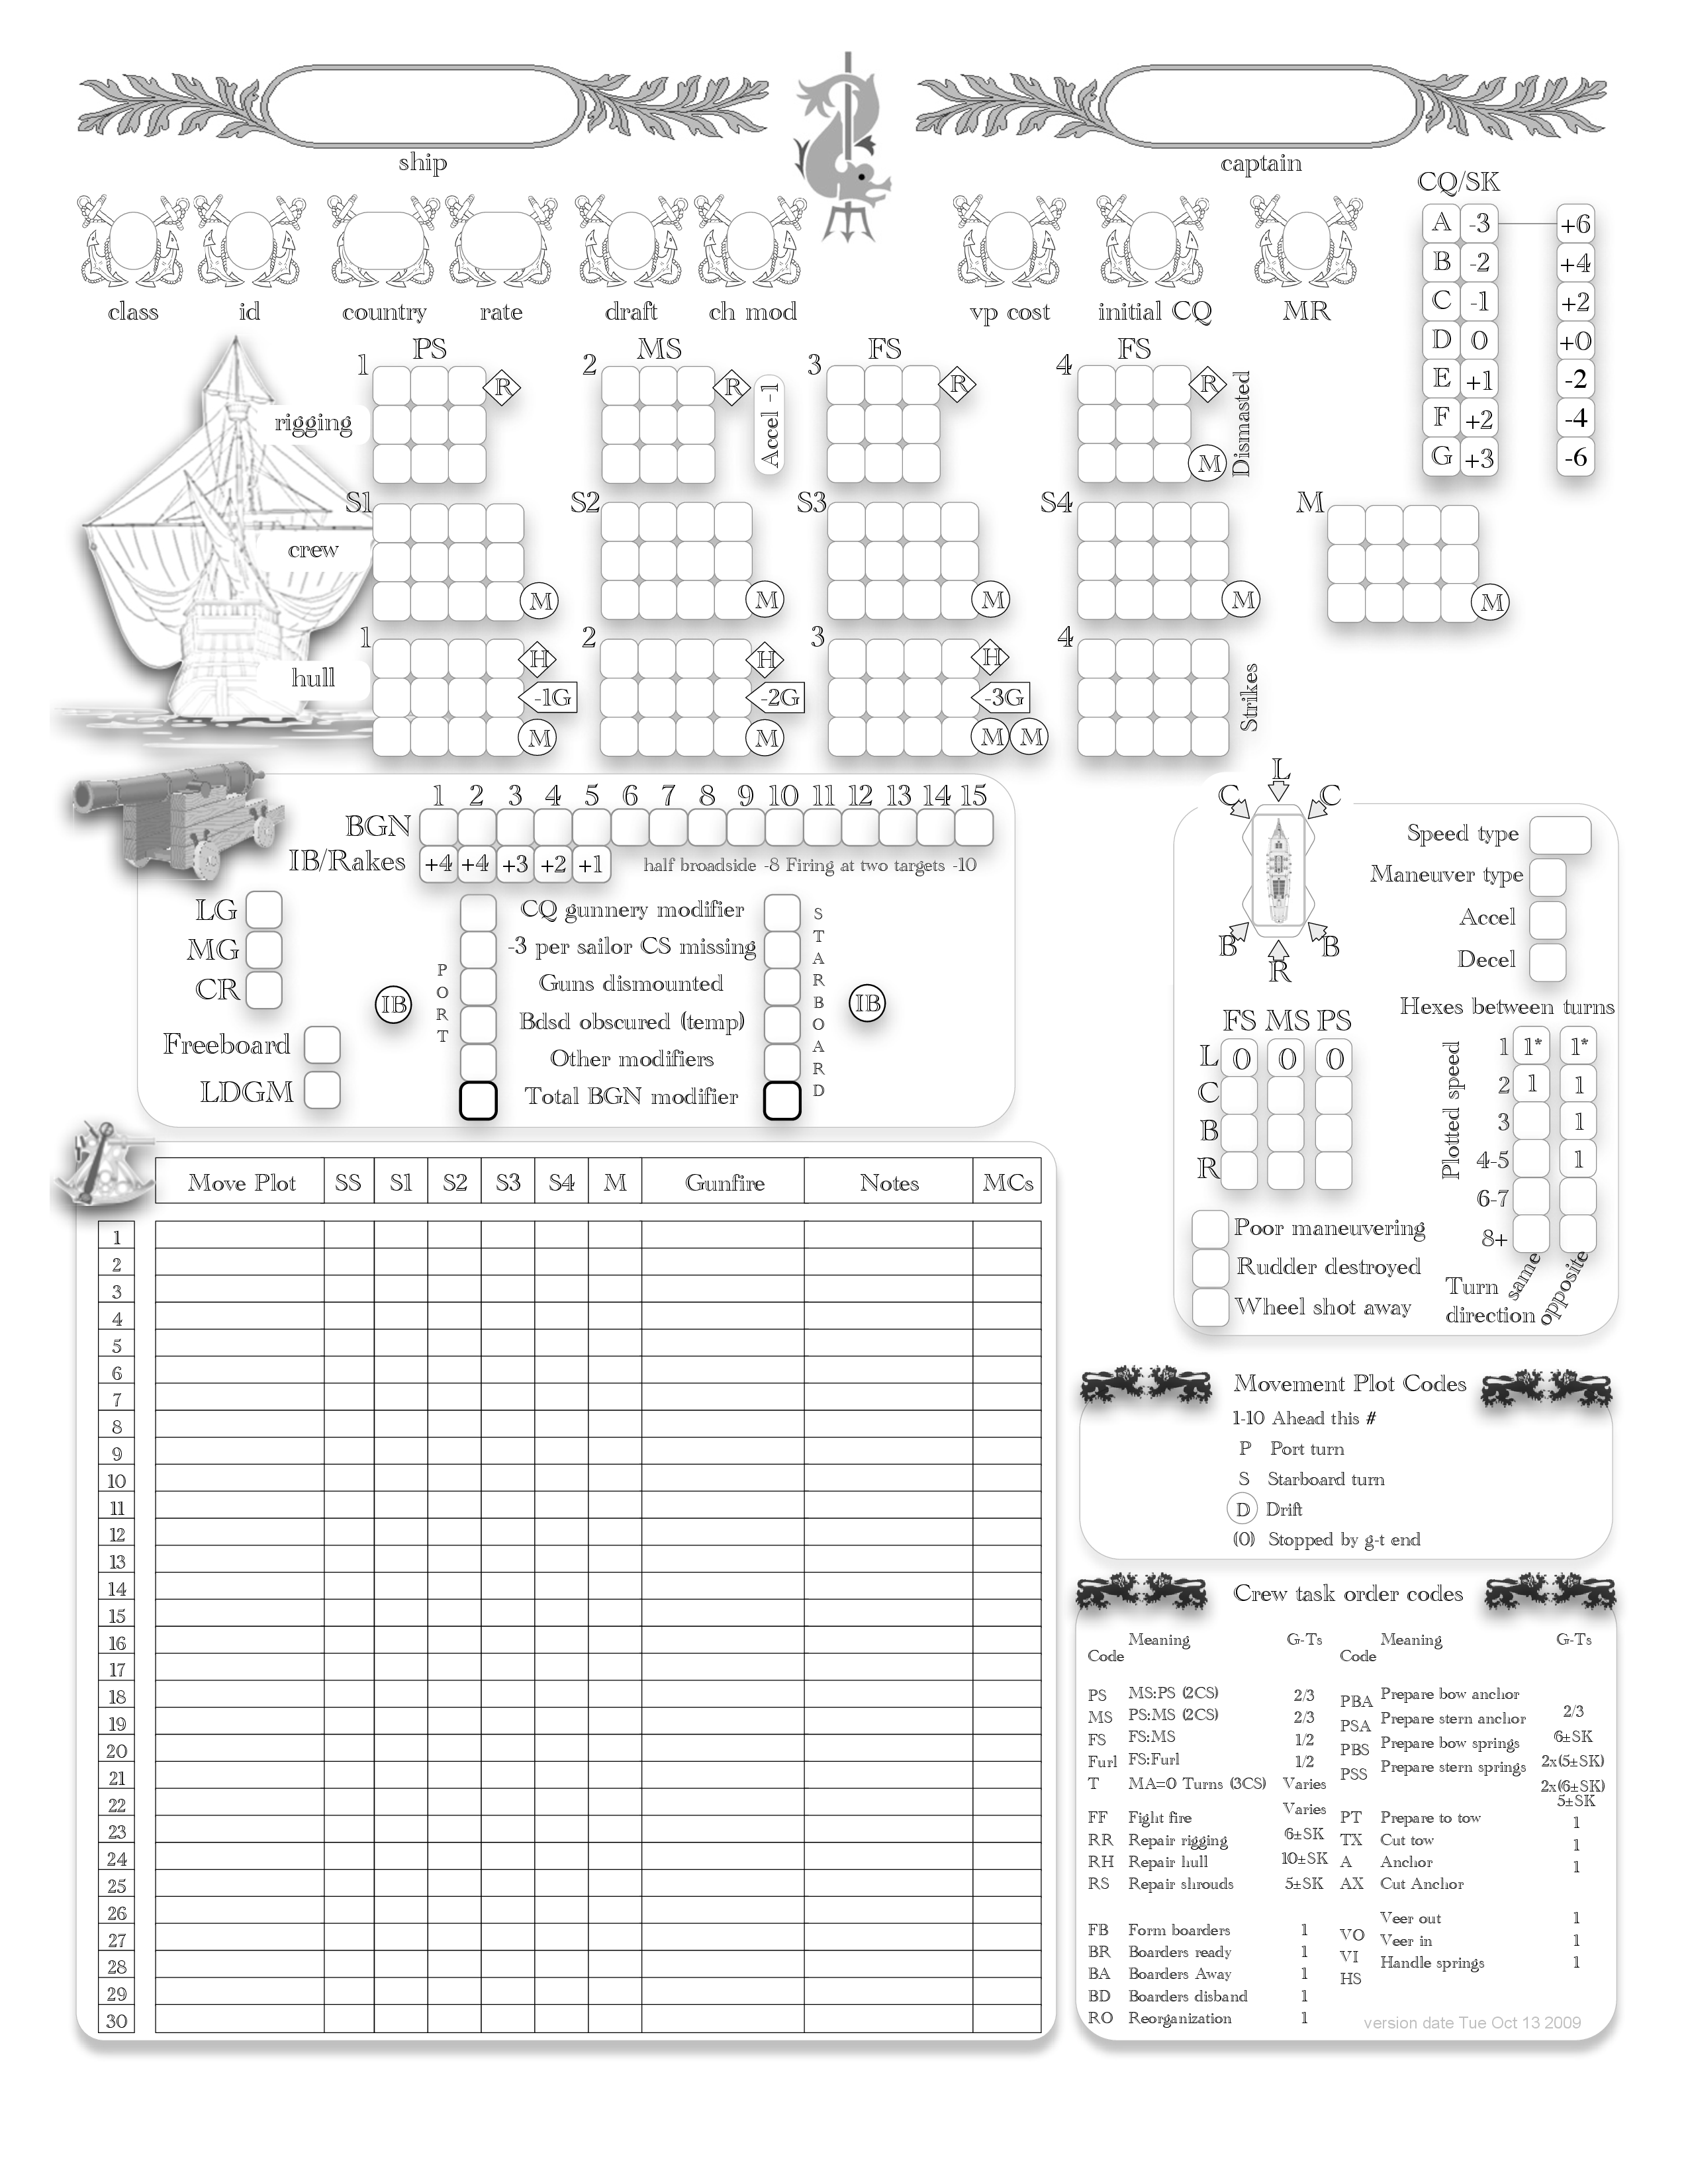 ship captain
CQ/SK
class id country rate draft ch mod vp cost initial CQ MR
A -3 +6
B -2 +4
C -1 +2
D 0 +0
E +1 -2
F +2 -4
G +3 -6
PS MS FS FS
1 R 2 R 3 R 4 R
rigging
Accel -1
M
Dismasted
S1 S2 S3 S4 M
crew
M M M M M
1 H 2 H 3 H 4
hull
-1G -2G -3G
M M M M
Strikes
1 2 3 4 5 6 7 8 9 10 11 12 13 14 15
BGN
IB/Rakes +4 +4 +3 +2 +1 half broadside -8 Firing at two targets -10
LG
MG
CR
Freeboard
LDGM
IB
PORT
CQ gunnery modifier
-3 per sailor CS missing
Guns dismounted
Bdsd obscured (temp)
Other modifiers
Total BGN modifier
STARBOARD
IB
L
C C
B B
R
Speed type
Maneuver type
Accel
Decel
Hexes between turns
FS MS PS
L 0 0 0
C
B
R
Plotted speed
1 1* 1*
2 1 1
3 1
4-5 1
6-7
8+
Turn direction same opposite
Poor maneuvering
Rudder destroyed
Wheel shot away
Move Plot SS S1 S2 S3 S4 M Gunfire Notes MCs
1
2
3
4
5
6
7
8
9
10
11
12
13
14
15
16
17
18
19
20
21
22
23
24
25
26
27
28
29
30
Movement Plot Codes
1-10 Ahead this #
P Port turn
S Starboard turn
D Drift
(0) Stopped by g-t end
Crew task order codes
Code Meaning G-Ts Code Meaning G-Ts
PS MS:PS (2CS) 2/3
MS PS:MS (2CS) 2/3
FS FS:MS 1/2
Furl FS:Furl 1/2
T MA=0 Turns (3CS) Varies
FF Fight fire Varies
RR Repair rigging 6±SK
RH Repair hull 10±SK
RS Repair shrouds 5±SK
FB Form boarders 1
BR Boarders ready 1
BA Boarders Away 1
BD Boarders disband 1
RO Reorganization 1
PBA Prepare bow anchor 2/3
PSA Prepare stern anchor 6±SK
PBS Prepare bow springs 2x(5±SK)
PSS Prepare stern springs 2x(6±SK)
5±SK
PT Prepare to tow 1
TX Cut tow 1
A Anchor 1
AX Cut Anchor
VO Veer out 1
VI Veer in 1
HS Handle springs 1
version date Tue Oct 13 2009